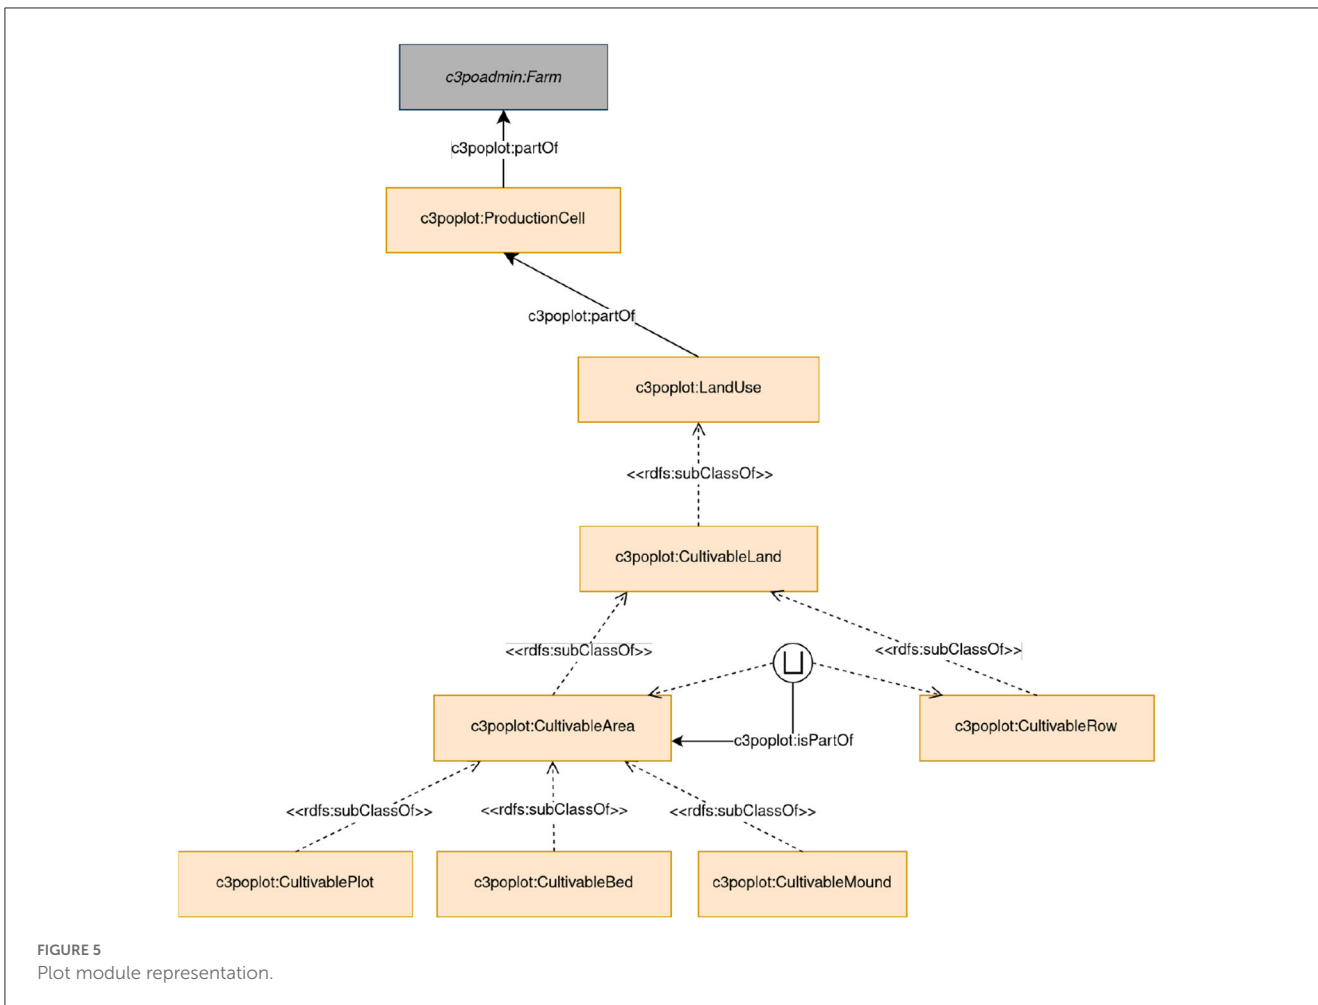 c3poadmin:Farm
c3poplot:partOf
c3poplot:ProductionCell
c3poplot:partOf
c3poplot:LandUse
<<rdfs:subClassOf>>
c3poplot:CultivableLand
<<rdfs:subClassOf>>
<<rdfs:subClassOf>>
c3poplot:CultivableArea
c3poplot:isPartOf
c3poplot:CultivableRow
<<rdfs:subClassOf>>
<<rdfs:subClassOf>>
<<rdfs:subClassOf>>
c3poplot:CultivablePlot
c3poplot:CultivableBed
c3poplot:CultivableMound
FIGURE 5
Plot module representation.